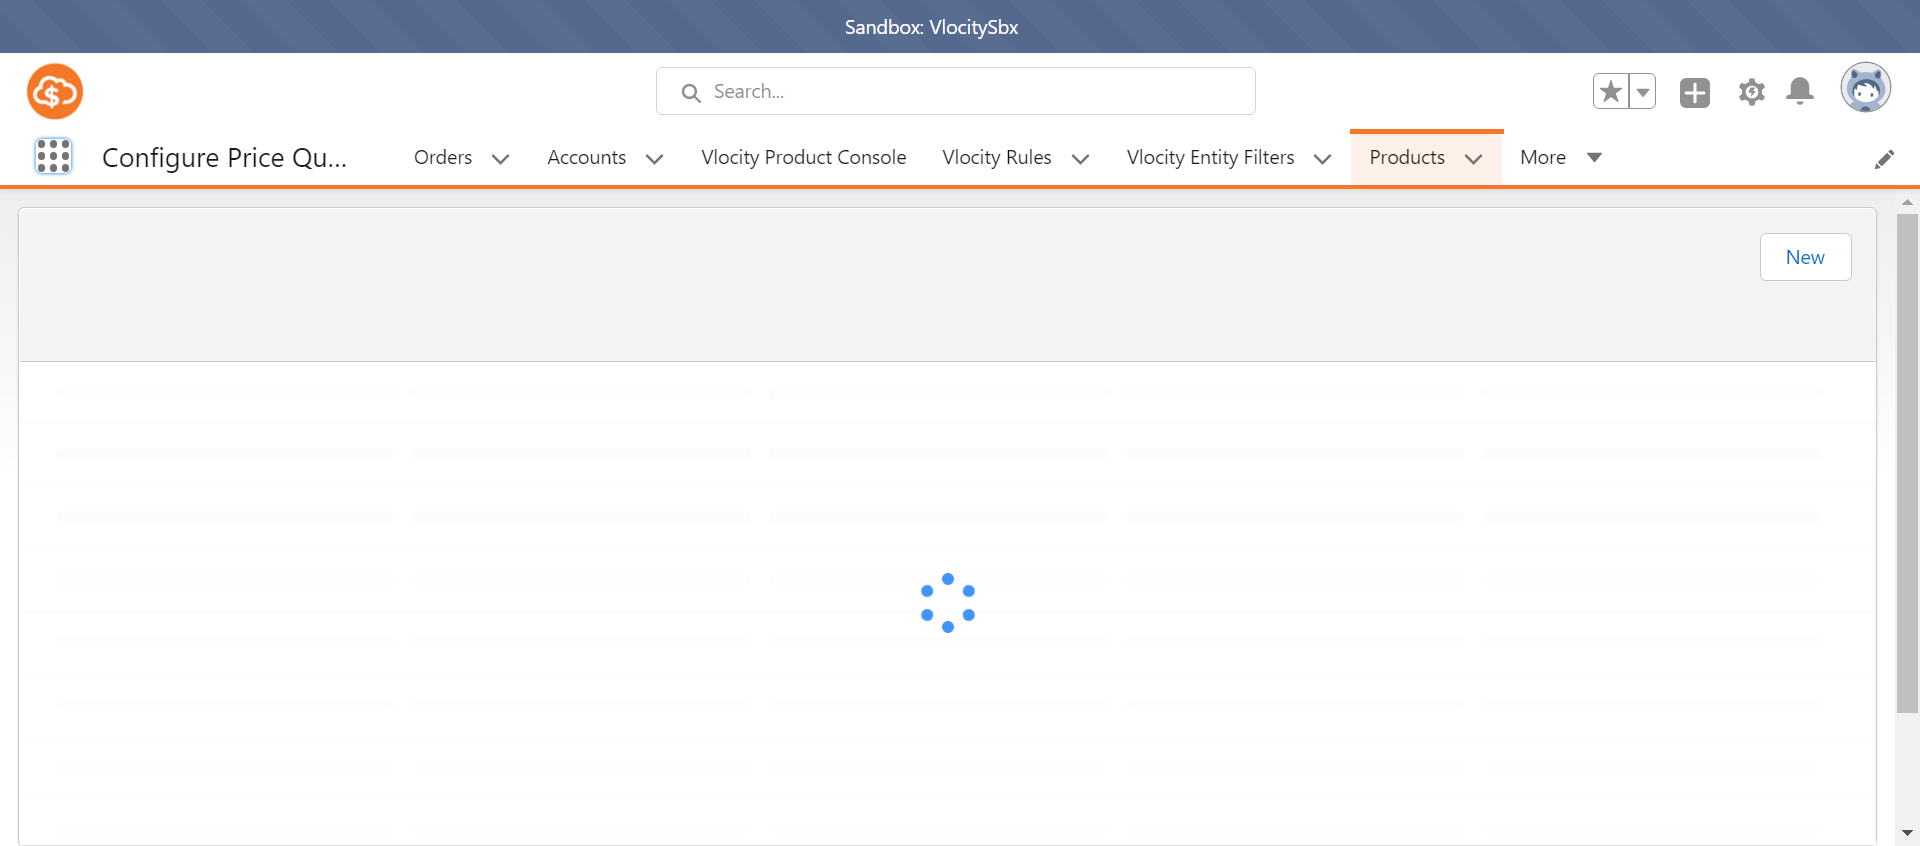 Sandbox: VlocitySbx
Search...
Configure Price Qu...
Orders
Accounts
Vlocity Product Console
Vlocity Rules
Vlocity Entity Filters
Products
More
New